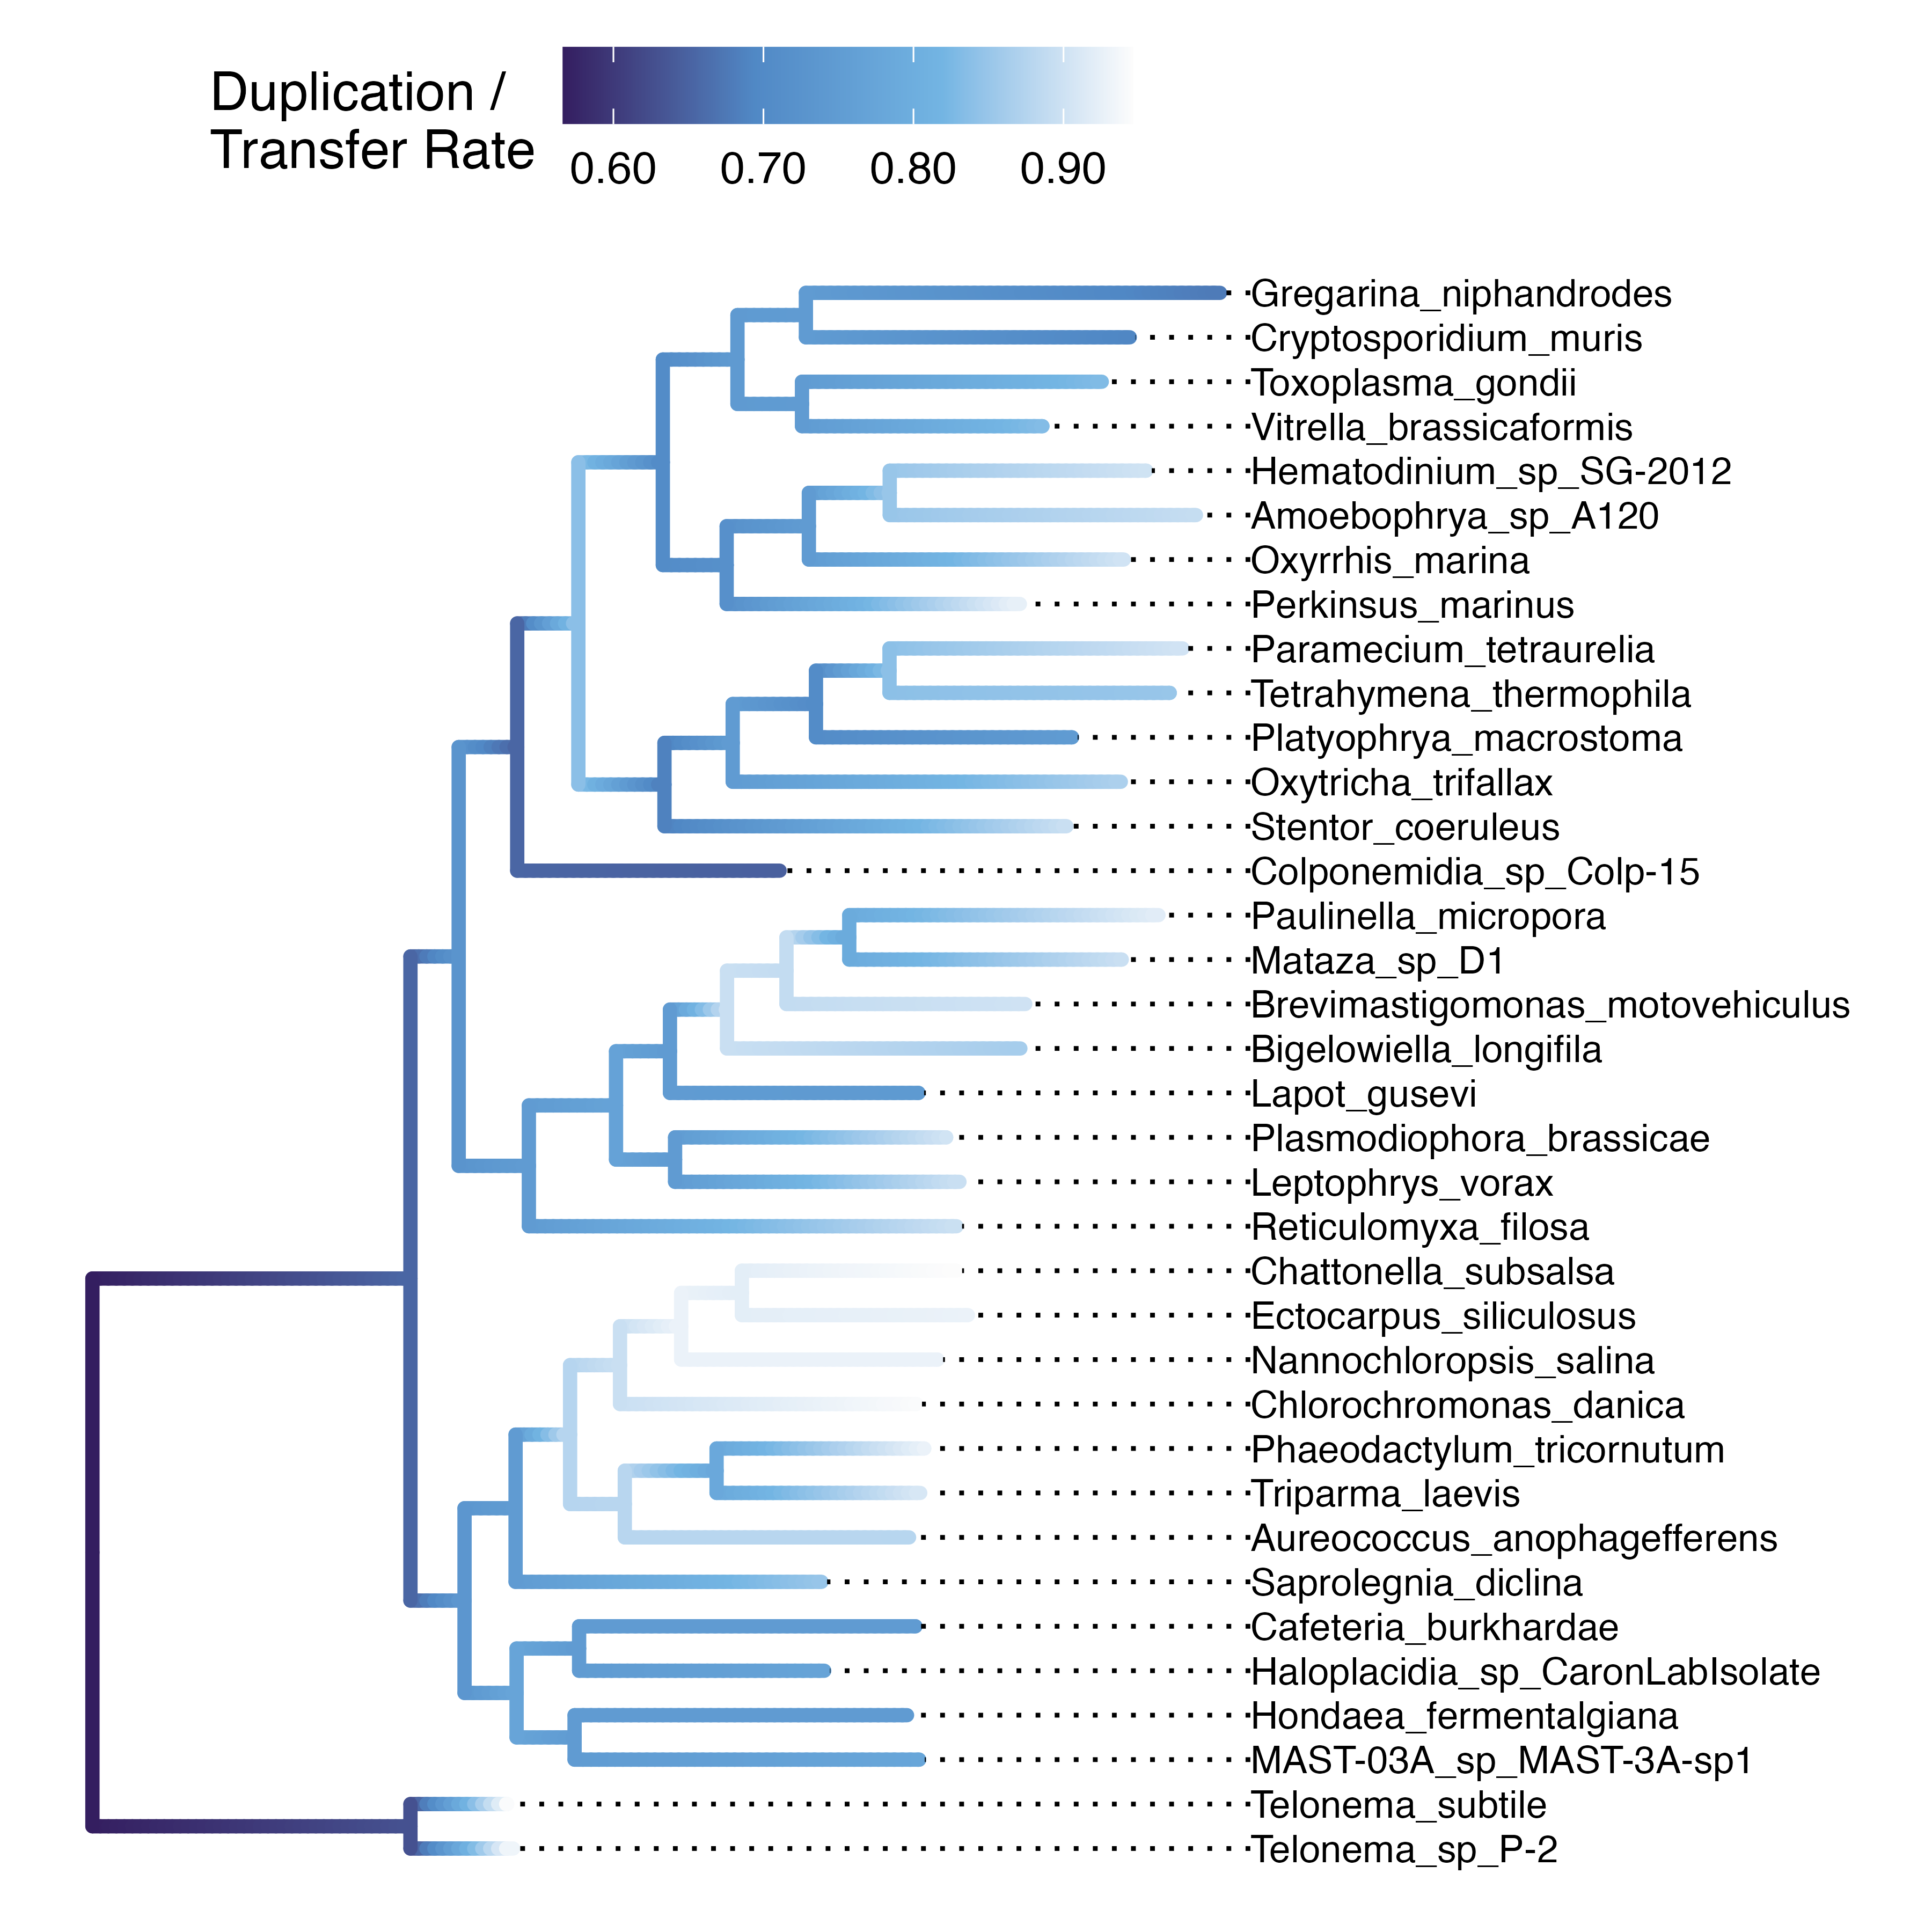 Duplication /
Transfer Rate
0.60 0.70 0.80 0.90
Gregarina_niphandrodes
Cryptosporidium_muris
Toxoplasma_gondii
Vitrella_brassicaformis
Hematodinium_sp_SG-2012
Amoebophrya_sp_A120
Oxyrrhis_marina
Perkinsus_marinus
Paramecium_tetraurelia
Tetrahymena_thermophila
Platyophrya_macrostoma
Oxytricha_trifallax
Stentor_coeruleus
Colponemidia_sp_Colp-15
Paulinella_micropora
Mataza_sp_D1
Brevimastigomonas_motovehiculus
Bigelowiella_longifila
Lapot_gusevi
Plasmodiophora_brassicae
Leptophrys_vorax
Reticulomyxa_filosa
Chattonella_subsalsa
Ectocarpus_siliculosus
Nannochloropsis_salina
Chlorochromonas_danica
Phaeodactylum_tricornutum
Triparma_laevis
Aureococcus_anophagefferens
Saprolegnia_diclina
Cafeteria_burkhardae
Haloplacidia_sp_CaronLabIsolate
Hondaea_fermentalgiana
MAST-03A_sp_MAST-3A-sp1
Telonema_subtile
Telonema_sp_P-2